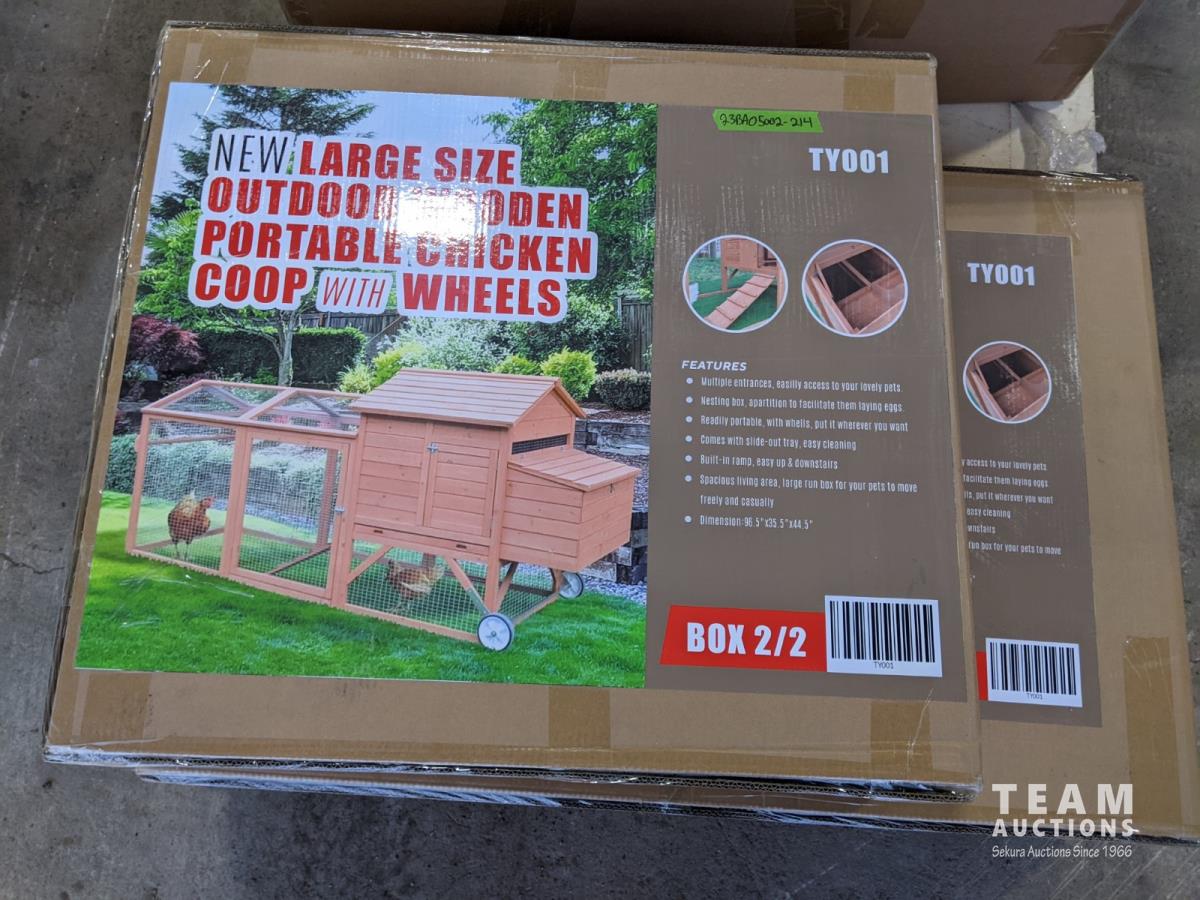 NEW LARGE SIZE
OUTDOOR WOODEN
PORTABLE CHICKEN
COOP WITH WHEELS
23BA05002-214
TY001
FEATURES
Multiple entrances, easilly access to your lovely pets.
Nesting box, apartition to facilitate them laying eggs.
Readily portable, with whells, put it wherever you want
Comes with slide-out tray, easy cleaning
Built-in ramp, easy up & downstairs
Spacious living area, large run box for your pets to move
freely and casually
Dimension:96.5"x35.5"x44.5"
BOX 2/2
TY001
TY001
access to your lovely pets
facilitate them laying eggs
put it wherever you want
easy cleaning
run box for your pets to move
TY001
TEAM
AUCTIONS
Sekura Auctions Since 1966